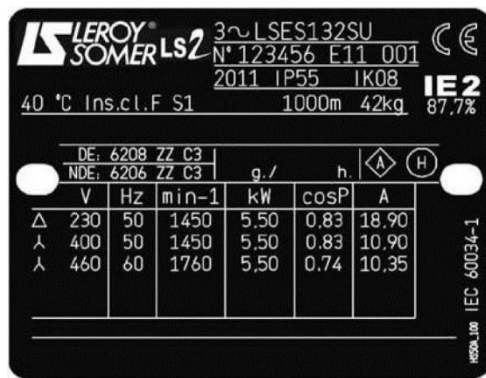 LEROY® SOMER LS2
3~ LSES132SU
N° 123456 E11 001
2011 IP55 IK08
CE
IE2
87,7%
40 °C Ins.cl.F S1 1000m 42kg
DE: 6208 ZZ C3
NDE: 6206 ZZ C3 g./ h. A H
V Hz min-1 kW cosP A
Δ 230 50 1450 5,50 0,83 18,90
⅄ 400 50 1450 5,50 0,83 10,90
⅄ 460 60 1760 5,50 0.74 10,35
HS50A_100 IEC 60034-1